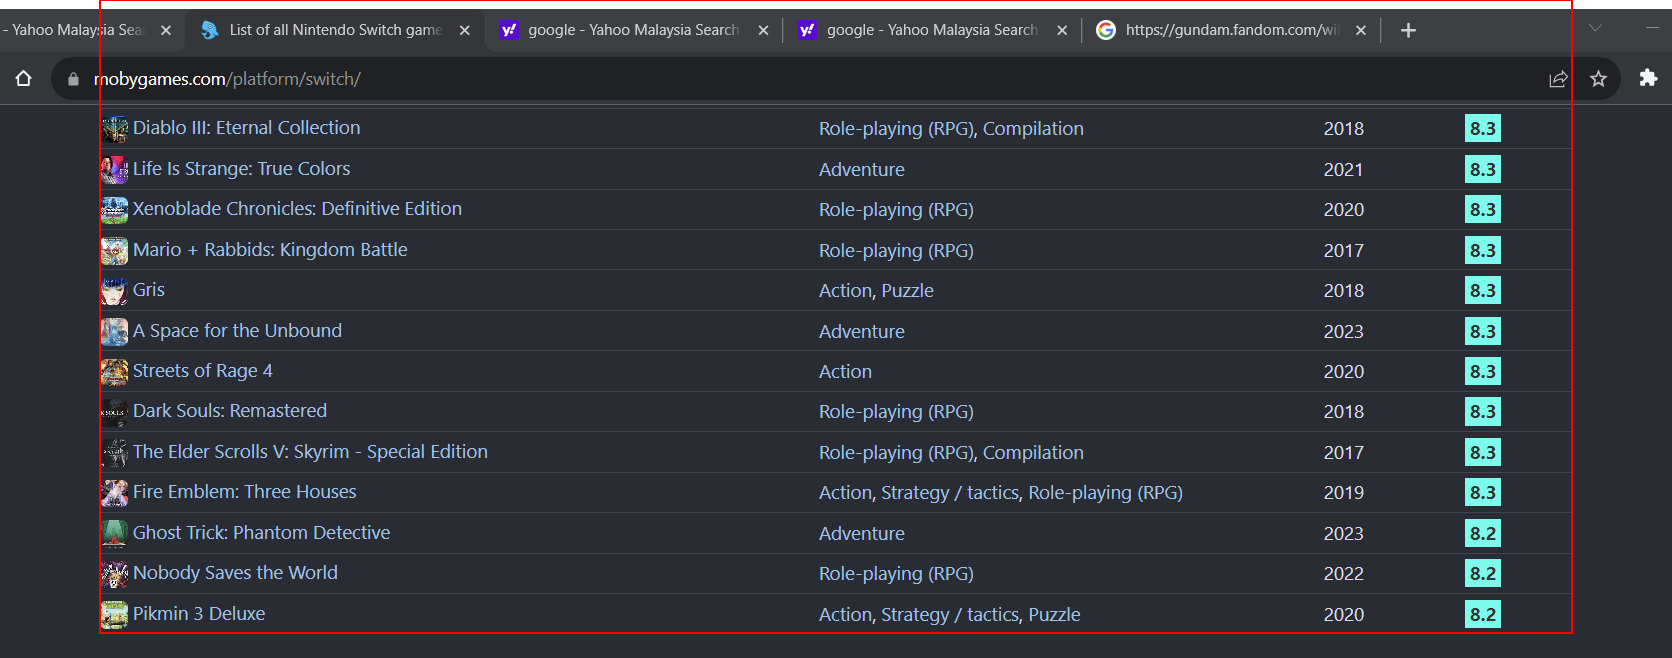 - Yahoo Malaysia Sea
List of all Nintendo Switch game
google - Yahoo Malaysia Search
google - Yahoo Malaysia Search
https://gundam.fandom.com/wi
mobygames.com/platform/switch/
Diablo III: Eternal Collection Role-playing (RPG), Compilation 2018 8.3
Life Is Strange: True Colors Adventure 2021 8.3
Xenoblade Chronicles: Definitive Edition Role-playing (RPG) 2020 8.3
Mario + Rabbids: Kingdom Battle Role-playing (RPG) 2017 8.3
Gris Action, Puzzle 2018 8.3
A Space for the Unbound Adventure 2023 8.3
Streets of Rage 4 Action 2020 8.3
Dark Souls: Remastered Role-playing (RPG) 2018 8.3
The Elder Scrolls V: Skyrim - Special Edition Role-playing (RPG), Compilation 2017 8.3
Fire Emblem: Three Houses Action, Strategy / tactics, Role-playing (RPG) 2019 8.3
Ghost Trick: Phantom Detective Adventure 2023 8.2
Nobody Saves the World Role-playing (RPG) 2022 8.2
Pikmin 3 Deluxe Action, Strategy / tactics, Puzzle 2020 8.2